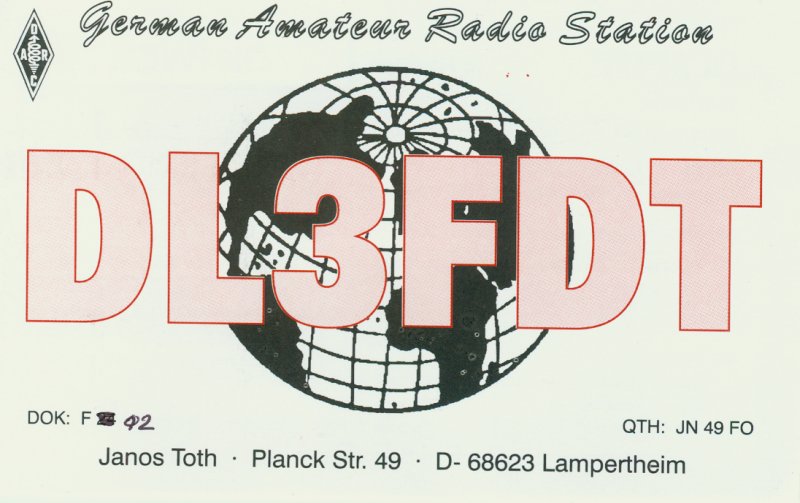 German Amateur Radio Station
D
A R
C
DL3FDT
DOK: F 42
QTH: JN 49 FO
Janos Toth · Planck Str. 49 · D- 68623 Lampertheim